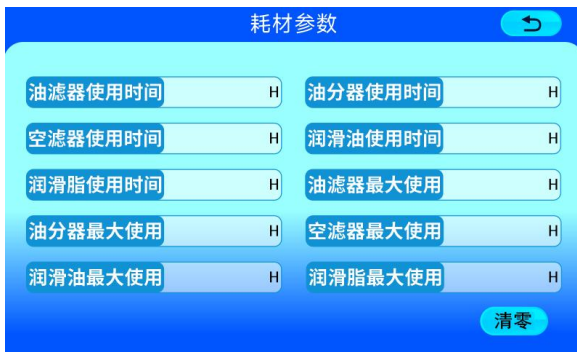 耗材参数
油滤器使用时间 H 油分器使用时间 H
空滤器使用时间 H 润滑油使用时间 H
润滑脂使用时间 H 油滤器最大使用 H
油分器最大使用 H 空滤器最大使用 H
润滑油最大使用 H 润滑脂最大使用 H
清零